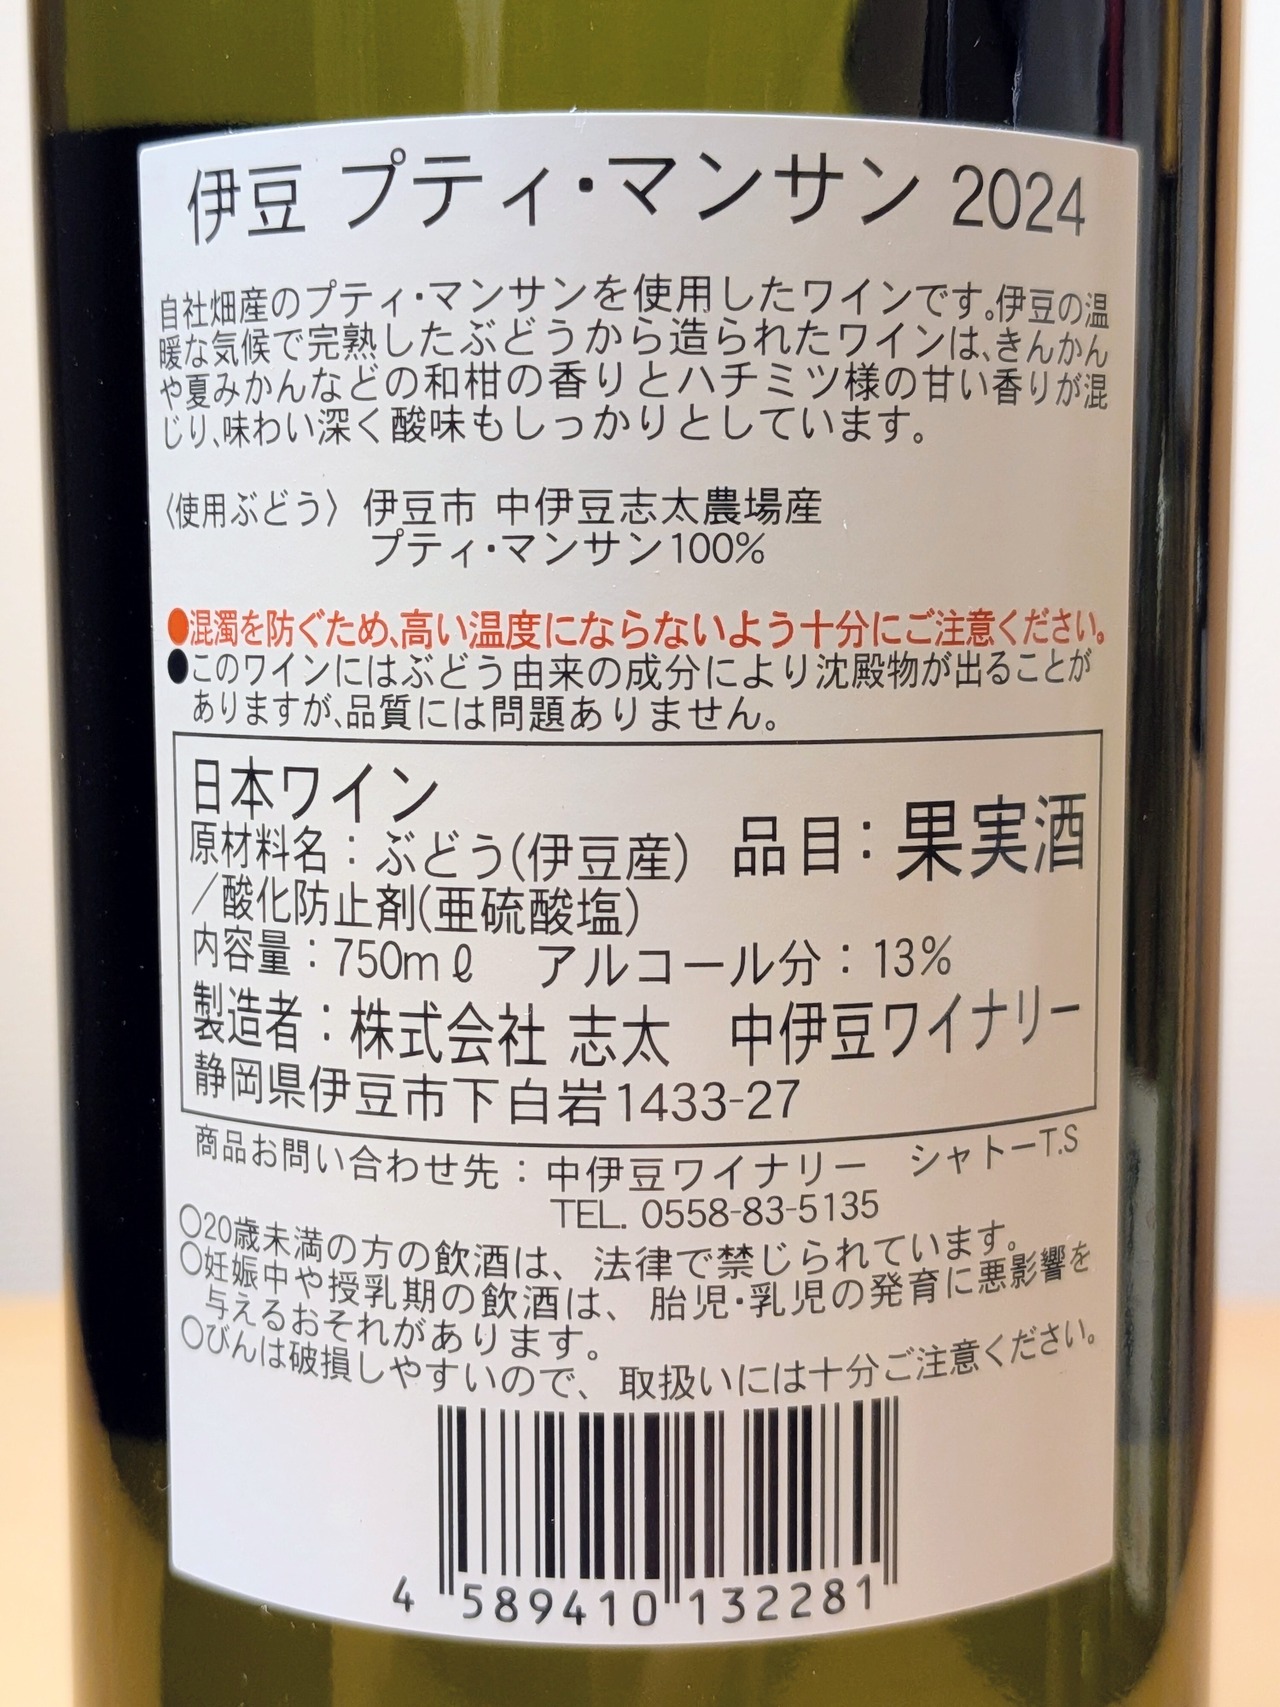 伊豆 プティ・マンサン 2024
自社畑産のプティ・マンサンを使用したワインです。伊豆の温
暖な気候で完熟したぶどうから造られたワインは、きんかん
や夏みかんなどの和柑の香りとハチミツ様の甘い香りが混
じり、味わい深く酸味もしっかりとしています。
〈使用ぶどう〉 伊豆市 中伊豆志太農場産
プティ・マンサン100%
●混濁を防ぐため、高い温度にならないよう十分にご注意ください。
●このワインにはぶどう由来の成分により沈殿物が出ることが
ありますが、品質には問題ありません。
日本ワイン
品目：果実酒
原材料名：ぶどう(伊豆産)
/酸化防止剤(亜硫酸塩)
内容量：750mℓ アルコール分：13%
製造者：株式会社 志太 中伊豆ワイナリー
静岡県伊豆市下白岩1433-27
商品お問い合わせ先：中伊豆ワイナリー シャトーT.S
TEL. 0558-83-5135
○20歳未満の方の飲酒は、法律で禁じられています。
○妊娠中や授乳期の飲酒は、胎児・乳児の発育に悪影響を
与えるおそれがあります。
○びんは破損しやすいので、取扱いには十分ご注意ください。
4 589410 132281